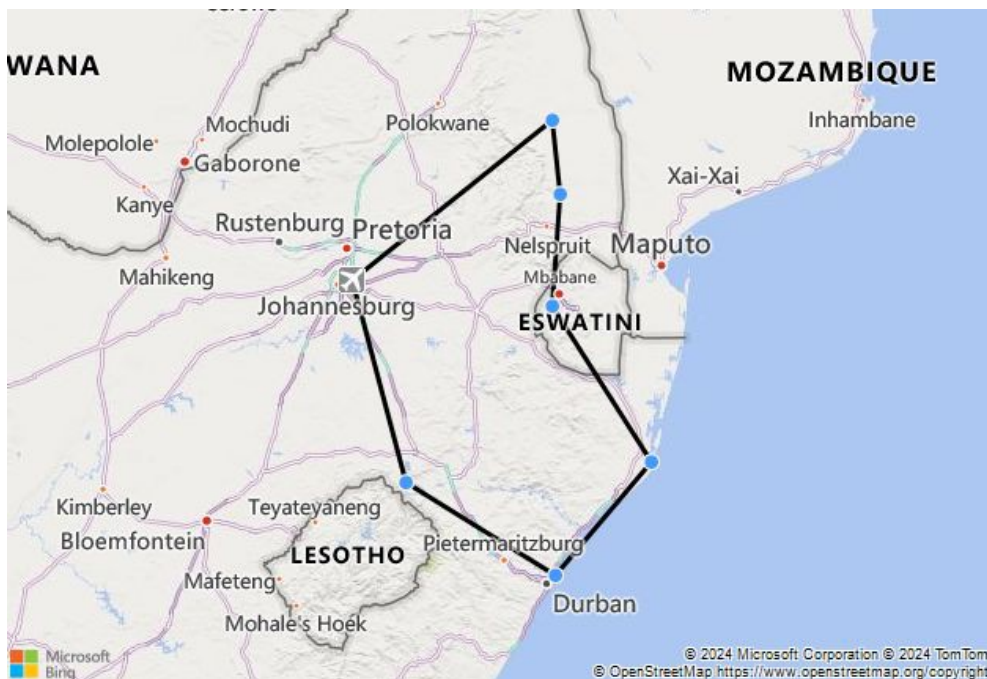 WANA
MOZAMBIQUE
Polokwane
Inhambane
Mochudi
Molepolole
Gaborone
Xai-Xai
Kanye
Rustenburg
Pretoria
Nelspruit
Maputo
Mahikeng
Mbabane
Johannesburg
ESWATINI
Kimberley
Teyateyaneng
Bloemfontein
LESOTHO
Pietermaritzburg
Mafeteng
Durban
Mohale's Hoek
Microsoft
Bing
© 2024 Microsoft Corporation © 2024 TomTom
© OpenStreetMap https://www.openstreetmap.org/copyright